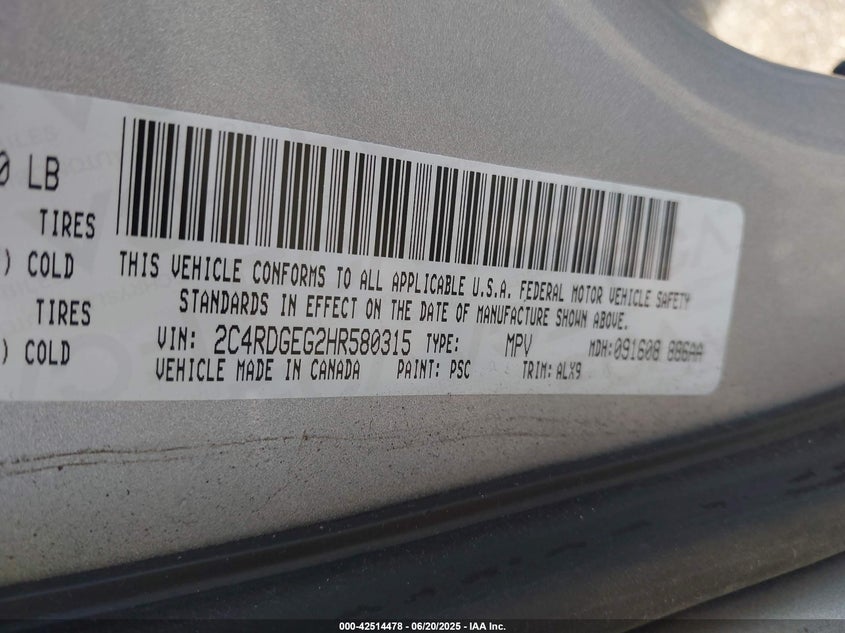 0 LB
TIRES
) COLD
TIRES
) COLD
THIS VEHICLE CONFORMS TO ALL APPLICABLE U.S.A. FEDERAL MOTOR VEHICLE SAFETY
STANDARDS IN EFFECT ON THE DATE OF MANUFACTURE SHOWN ABOVE.
VIN: 2C4RDGEG2HR580315 TYPE: MPV MDH:091608 886AA
VEHICLE MADE IN CANADA PAINT: PSC TRIM: ALX9
000-42514478 - 06/20/2025 - IAA Inc.